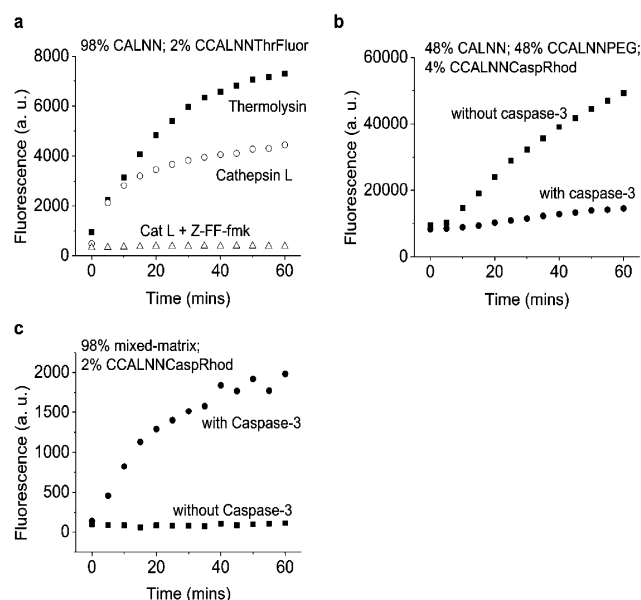 a
98% CALNN; 2% CCALNNThrFluor
8000
6000
4000
2000
0
Fluorescence (a. u.)
Thermolysin
Cathepsin L
Cat L + Z-FF-fmk
0 20 40 60
Time (mins)
b
48% CALNN; 48% CCALNNPEG;
4% CCALNNCaspRhod
60000
40000
20000
0
Fluorescence (a. u.)
without caspase-3
with caspase-3
0 20 40 60
Time (mins)
c
98% mixed-matrix;
2% CCALNNCaspRhod
2000
1500
1000
500
0
Fluorescence (a. u.)
with Caspase-3
without Caspase-3
0 20 40 60
Time (mins)